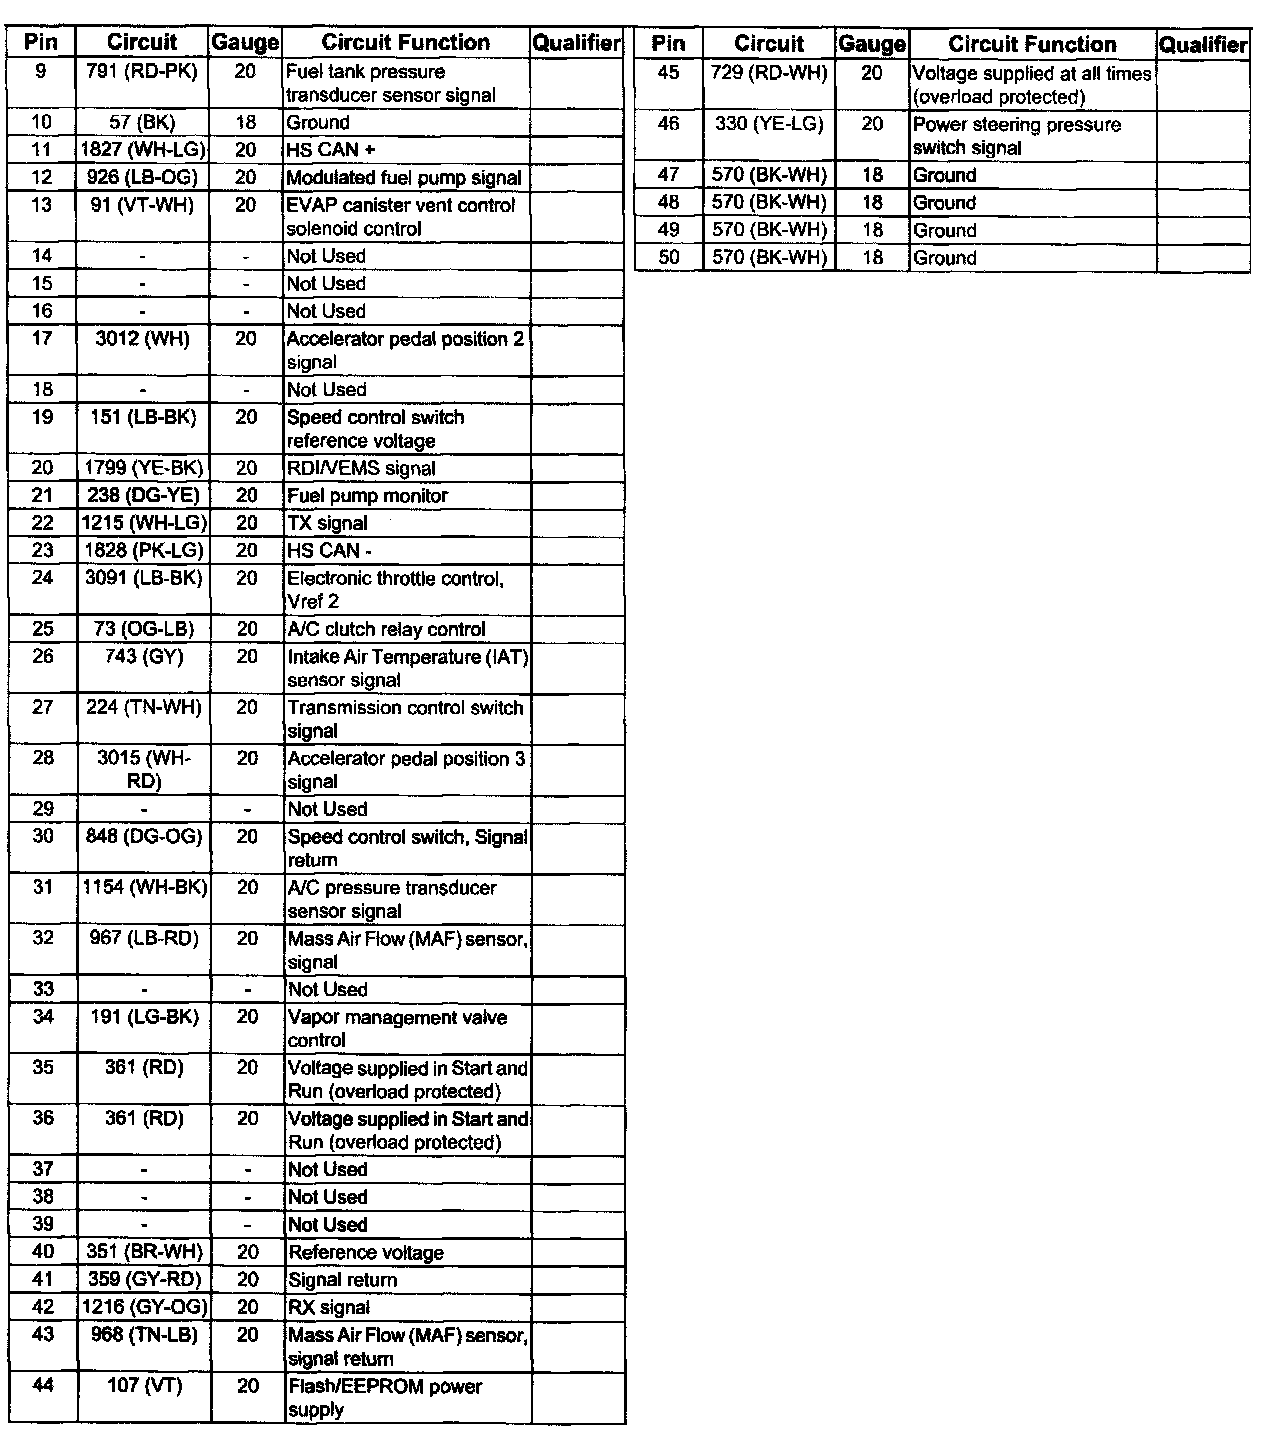 Pin Circuit Gauge Circuit Function Qualifier
9 791 (RD-PK) 20 Fuel tank pressure
transducer sensor signal
10 57 (BK) 18 Ground
11 1827 (WH-LG) 20 HS CAN +
12 926 (LB-OG) 20 Modulated fuel pump signal
13 91 (VT-WH) 20 EVAP canister vent control
solenoid control
14 - - Not Used
15 - - Not Used
16 - - Not Used
17 3012 (WH) 20 Accelerator pedal position 2
signal
18 - - Not Used
19 151 (LB-BK) 20 Speed control switch
reference voltage
20 1799 (YE-BK) 20 RDI/VEMS signal
21 238 (DG-YE) 20 Fuel pump monitor
22 1215 (WH-LG) 20 TX signal
23 1828 (PK-LG) 20 HS CAN -
24 3091 (LB-BK) 20 Electronic throttle control,
Vref 2
25 73 (OG-LB) 20 A/C clutch relay control
26 743 (GY) 20 Intake Air Temperature (IAT)
sensor signal
27 224 (TN-WH) 20 Transmission control switch
signal
28 3015 (WH- 20 Accelerator pedal position 3
RD) signal
29 - - Not Used
30 848 (DG-OG) 20 Speed control switch, Signal
return
31 1154 (WH-BK) 20 A/C pressure transducer
sensor signal
32 967 (LB-RD) 20 Mass Air Flow (MAF) sensor,
signal
33 - - Not Used
34 191 (LG-BK) 20 Vapor management valve
control
35 361 (RD) 20 Voltage supplied in Start and
Run (overload protected)
36 361 (RD) 20 Voltage supplied in Start and
Run (overload protected)
37 - - Not Used
38 - - Not Used
39 - - Not Used
40 351 (BR-WH) 20 Reference voltage
41 359 (GY-RD) 20 Signal return
42 1216 (GY-OG) 20 RX signal
43 968 (TN-LB) 20 Mass Air Flow (MAF) sensor,
signal return
44 107 (VT) 20 Flash/EEPROM power
supply
Pin Circuit Gauge Circuit Function Qualifier
45 729 (RD-WH) 20 Voltage supplied at all times
(overload protected)
46 330 (YE-LG) 20 Power steering pressure
switch signal
47 570 (BK-WH) 18 Ground
48 570 (BK-WH) 18 Ground
49 570 (BK-WH) 18 Ground
50 570 (BK-WH) 18 Ground